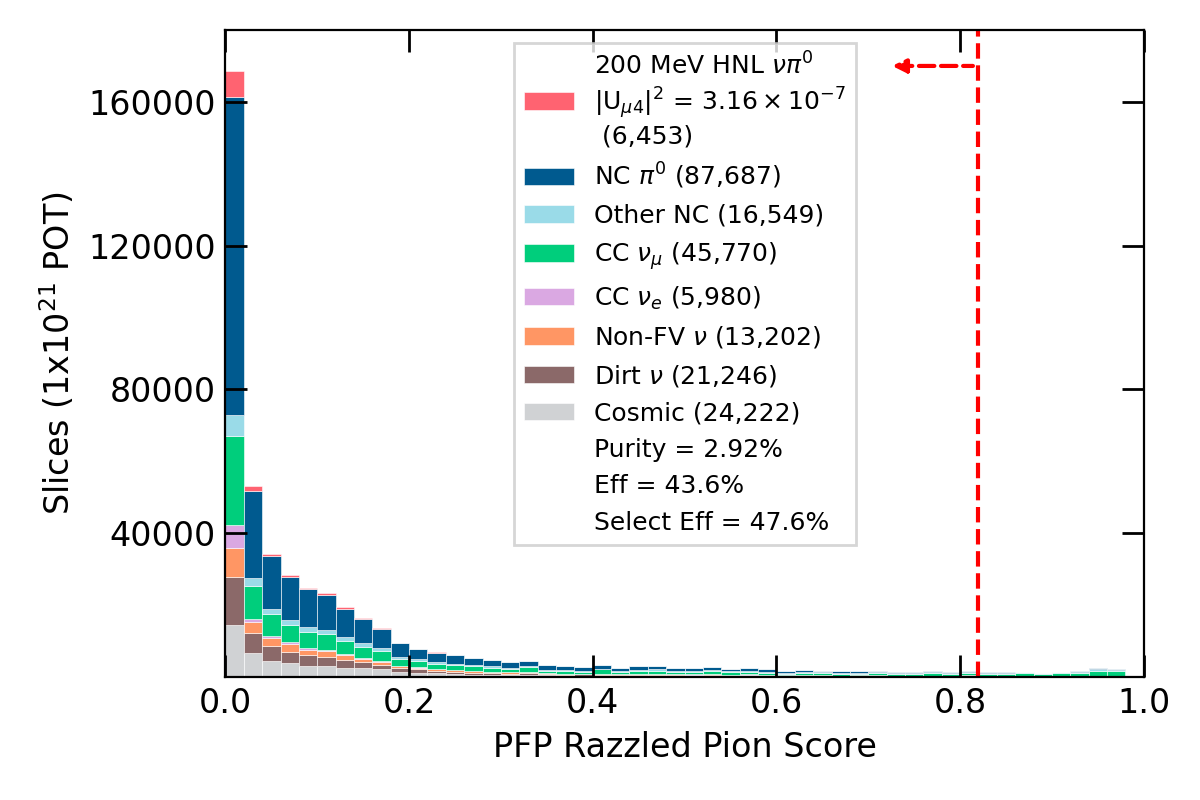 160000
120000
80000
40000
Slices (1x10²¹ POT)
200 MeV HNL νπ⁰
|U_μ4|² = 3.16 × 10⁻⁷
(6,453)
NC π⁰ (87,687)
Other NC (16,549)
CC ν_μ (45,770)
CC ν_e (5,980)
Non-FV ν (13,202)
Dirt ν (21,246)
Cosmic (24,222)
Purity = 2.92%
Eff = 43.6%
Select Eff = 47.6%
0.0 0.2 0.4 0.6 0.8 1.0
PFP Razzled Pion Score